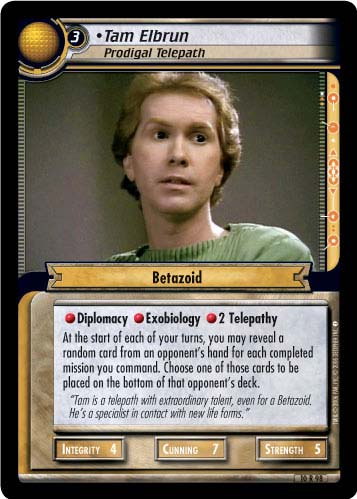 3 •Tam Elbrun
Prodigal Telepath
Betazoid
Diplomacy Exobiology 2 Telepathy
At the start of each of your turns, you may reveal a
random card from an opponent's hand for each completed
mission you command. Choose one of those cards to
be placed on the bottom of that opponent's deck.
"Tam is a telepath with extraordinary talent, even for a Betazoid.
He's a specialist in contact with new life forms."
INTEGRITY 4 CUNNING 7 STRENGTH 5
10 R 98